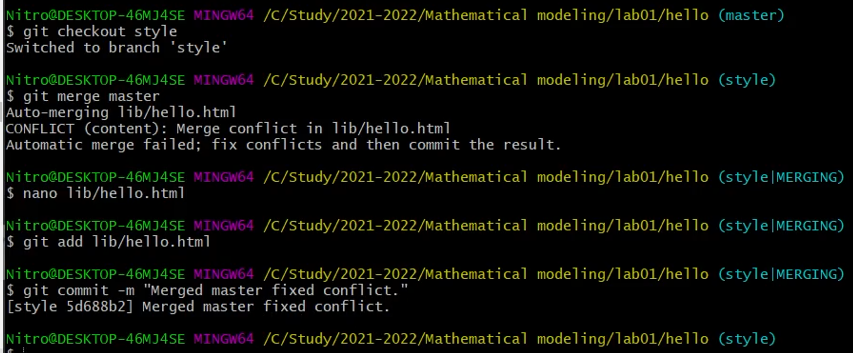 Nitro@DESKTOP-46MJ4SE MINGW64 /C/Study/2021-2022/Mathematical modeling/lab01/hello (master)
$ git checkout style
Switched to branch 'style'
Nitro@DESKTOP-46MJ4SE MINGW64 /C/Study/2021-2022/Mathematical modeling/lab01/hello (style)
$ git merge master
Auto-merging lib/hello.html
CONFLICT (content): Merge conflict in lib/hello.html
Automatic merge failed; fix conflicts and then commit the result.
Nitro@DESKTOP-46MJ4SE MINGW64 /C/Study/2021-2022/Mathematical modeling/lab01/hello (style|MERGING)
$ nano lib/hello.html
Nitro@DESKTOP-46MJ4SE MINGW64 /C/Study/2021-2022/Mathematical modeling/lab01/hello (style|MERGING)
$ git add lib/hello.html
Nitro@DESKTOP-46MJ4SE MINGW64 /C/Study/2021-2022/Mathematical modeling/lab01/hello (style|MERGING)
$ git commit -m "Merged master fixed conflict."
[style 5d688b2] Merged master fixed conflict.
Nitro@DESKTOP-46MJ4SE MINGW64 /C/Study/2021-2022/Mathematical modeling/lab01/hello (style)
$